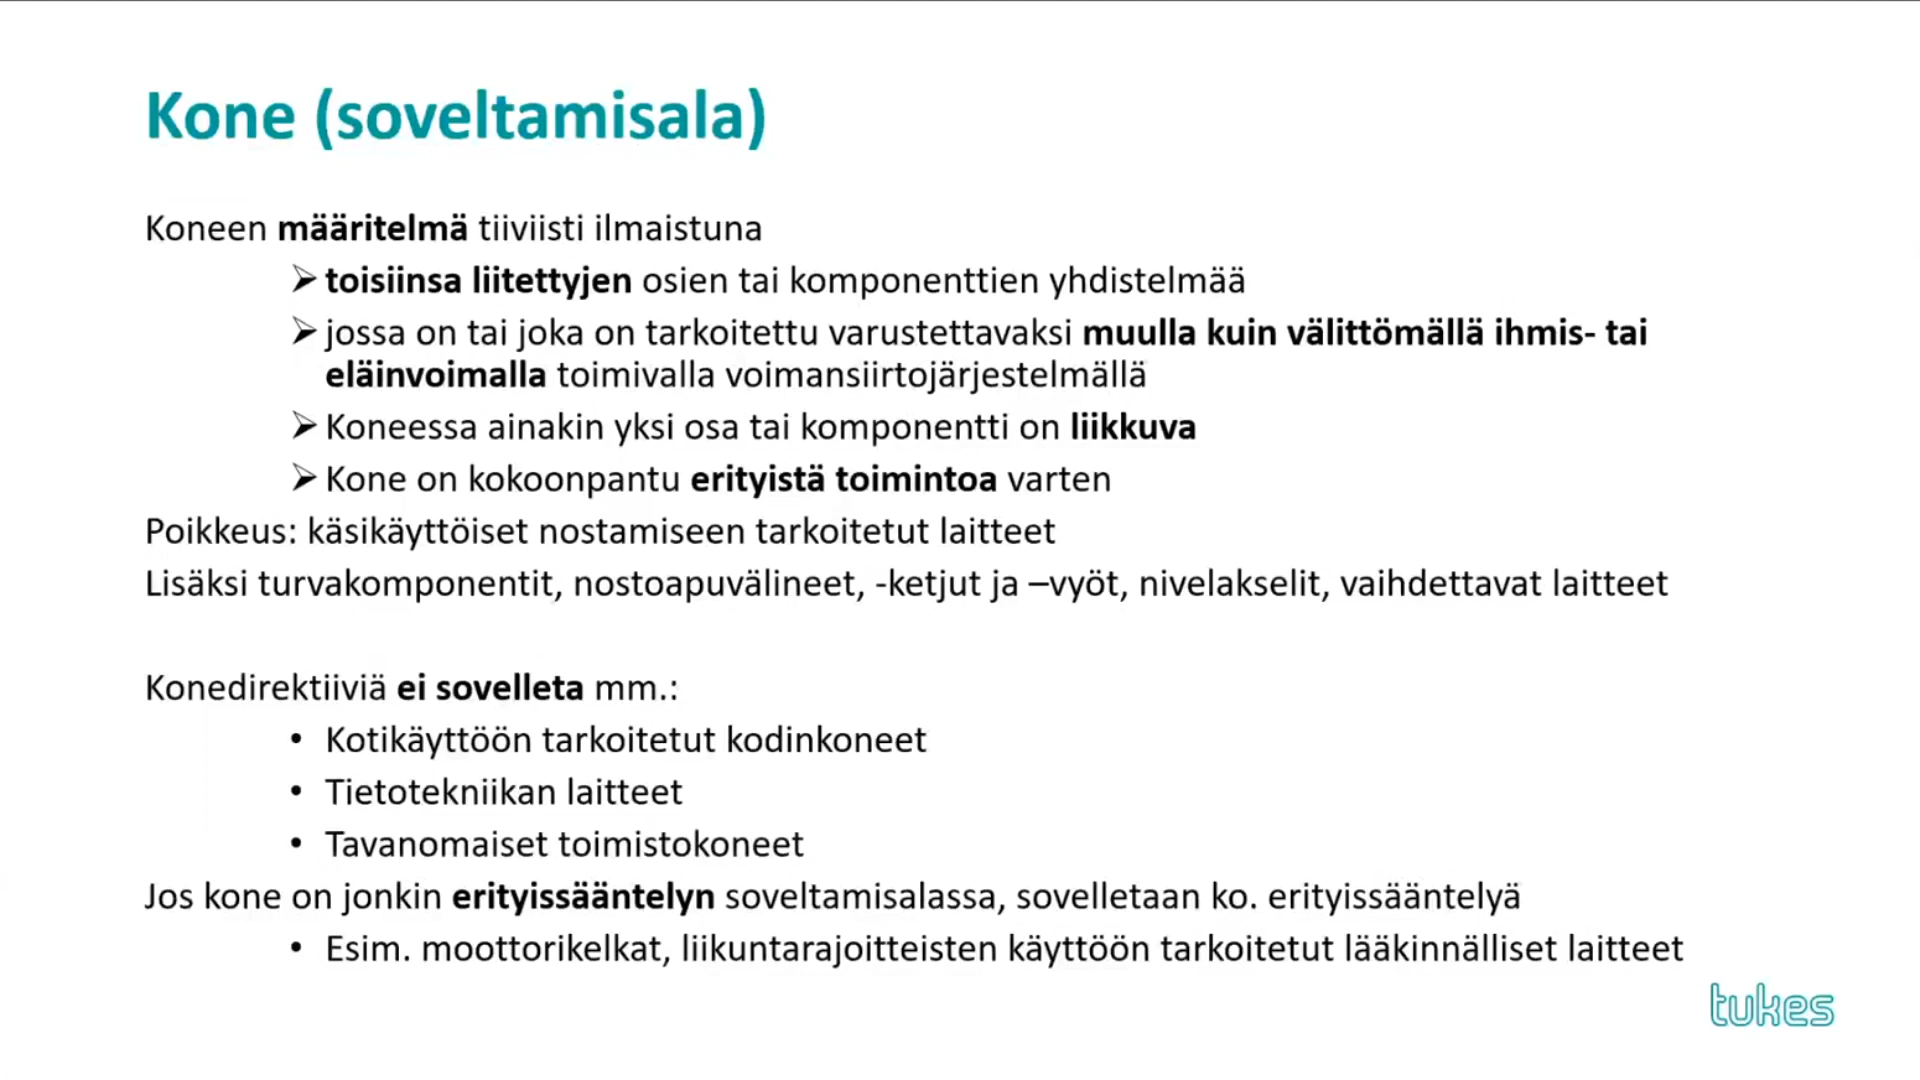 Kone (soveltamisala)
Koneen määritelmä tiiviisti ilmaistuna
➢ toisiinsa liitettyjen osien tai komponenttien yhdistelmää
➢ jossa on tai joka on tarkoitettu varustettavaksi muulla kuin välittömällä ihmis- tai
eläinvoimalla toimivalla voimansiirtojärjestelmällä
➢ Koneessa ainakin yksi osa tai komponentti on liikkuva
➢ Kone on kokoonpantu erityistä toimintoa varten
Poikkeus: käsikäyttöiset nostamiseen tarkoitetut laitteet
Lisäksi turvakomponentit, nostoapuvälineet, -ketjut ja –vyöt, nivelakselit, vaihdettavat laitteet
Konedirektiiviä ei sovelleta mm.:
• Kotikäyttöön tarkoitetut kodinkoneet
• Tietotekniikan laitteet
• Tavanomaiset toimistokoneet
Jos kone on jonkin erityissääntelyn soveltamisalassa, sovelletaan ko. erityissääntelyä
• Esim. moottorikelkat, liikuntarajoitteisten käyttöön tarkoitetut lääkinnälliset laitteet
tukes